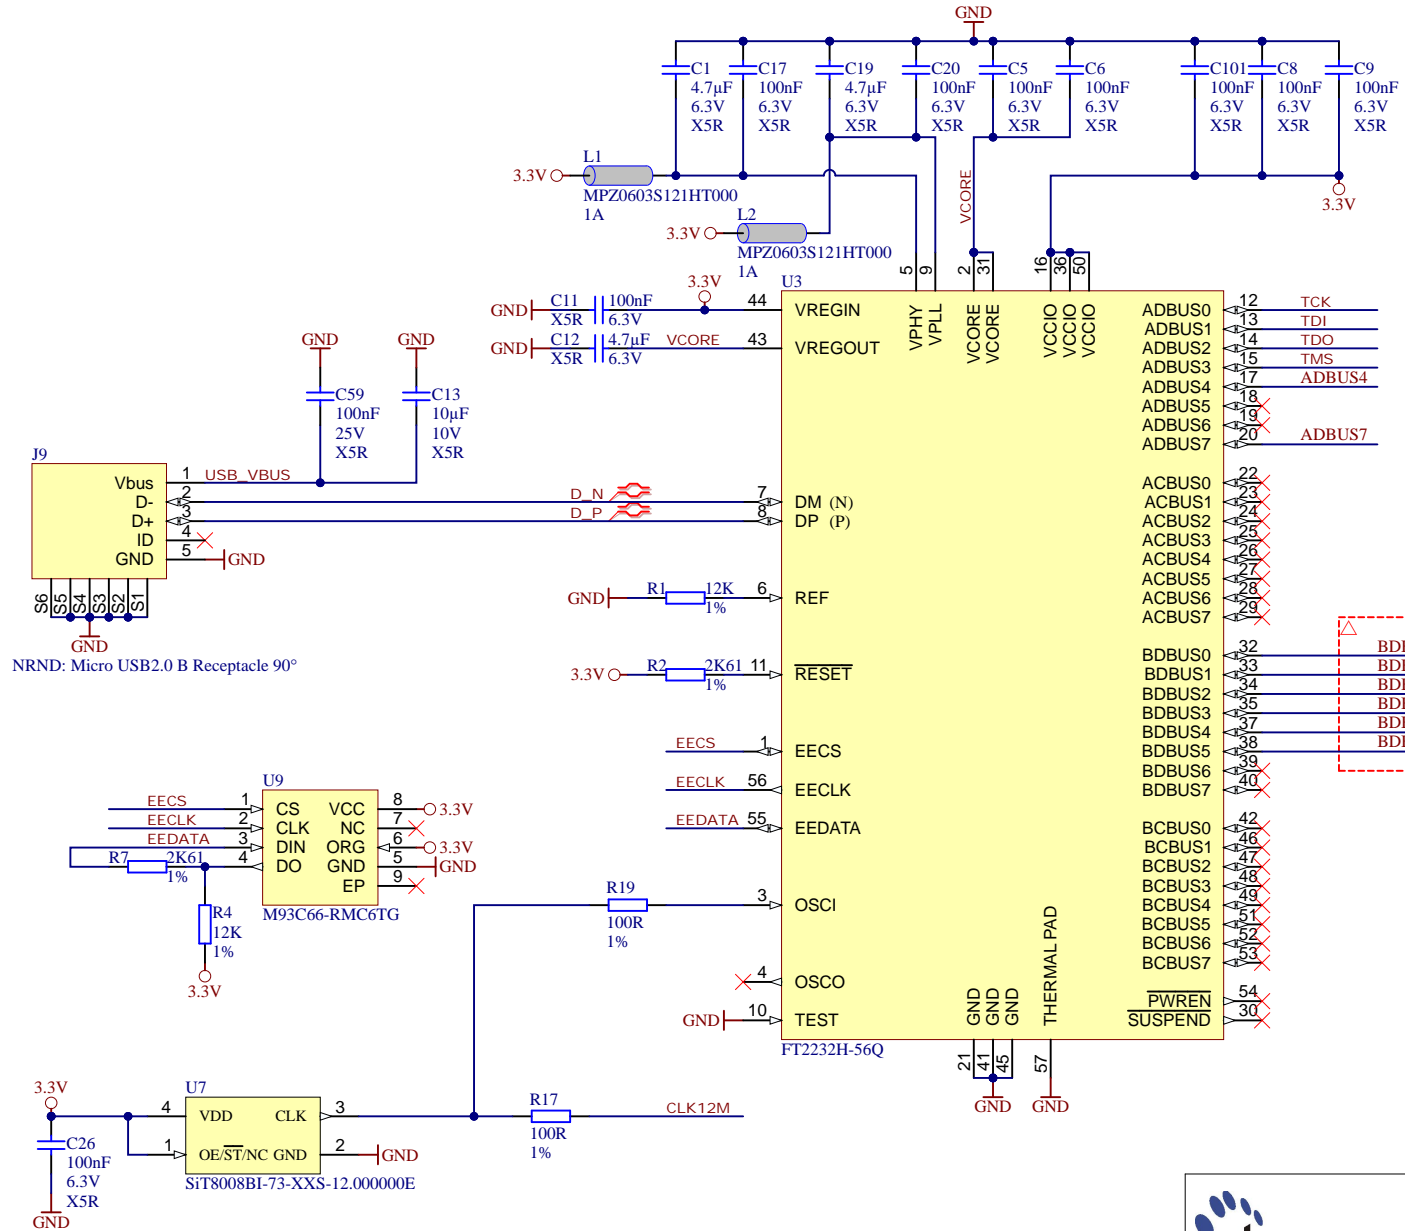 GND
C1
4.7µF
6.3V
X5R
C17
100nF
6.3V
X5R
C19
4.7µF
6.3V
X5R
C20
100nF
6.3V
X5R
C5
100nF
6.3V
X5R
C6
100nF
6.3V
X5R
C101
100nF
6.3V
X5R
C8
100nF
6.3V
X5R
C9
100nF
6.3V
X5R
3.3V
L1
MPZ0603S121HT000
1A
3.3V
L2
MPZ0603S121HT000
1A
VCORE
3.3V
U3
5
9
2
31
16
36
50
VPHY
VPLL
VCORE
VCORE
VCCIO
VCCIO
VCCIO
GND
C11
X5R
100nF
6.3V
3.3V
44
VREGIN
GND
C12
X5R
4.7µF
6.3V
VCORE
43
VREGOUT
ADBUS0 12 TCK
ADBUS1 13 TDI
ADBUS2 14 TDO
ADBUS3 15 TMS
ADBUS4 17 ADBUS4
ADBUS5 18
ADBUS6 19
ADBUS7 20 ADBUS7
GND
C59
100nF
25V
X5R
GND
C13
10µF
10V
X5R
J9
Vbus 1 USB_VBUS
D- 2 D_N 7 DM (N)
D+ 3 D_P 8 DP (P)
ID 4
GND 5 GND
S6
S5
S4
S3
S2
S1
GND
NRND: Micro USB2.0 B Receptacle 90°
ACBUS0 22
ACBUS1 23
ACBUS2 24
ACBUS3 25
ACBUS4 26
ACBUS5 27
ACBUS6 28
ACBUS7 29
GND R1 12K 6 REF
1%
3.3V R2 2K61 11 RESET
1%
BDBUS0 32
BDBUS1 33
BDBUS2 34
BDBUS3 35
BDBUS4 37
BDBUS5 38
BDBUS6 39
BDBUS7 40
EECS 1 EECS
EECLK 56 EECLK
EEDATA 55 EEDATA
BCBUS0 42
BCBUS1 46
BCBUS2 47
BCBUS3 48
BCBUS4 49
BCBUS5 51
BCBUS6 52
BCBUS7 53
U9
EECS 1 CS VCC 8 3.3V
EECLK 2 CLK NC 7
EEDATA 3 DIN ORG 6 3.3V
R7 2K61 4 DO GND 5 GND
1%
EP 9
M93C66-RMC6TG
R4
12K
1%
3.3V
R19
100R
1%
3 OSCI
4 OSCO
GND 10 TEST
PWREN 54
SUSPEND 30
GND
GND
GND
THERMAL PAD
FT2232H-56Q
21
41
45
57
GND
GND
3.3V
U7
4 VDD CLK 3
1 OE/ST/NC GND 2 GND
SiT8008BI-73-XXS-12.000000E
C26
100nF
6.3V
X5R
GND
R17
100R
1%
CLK12M